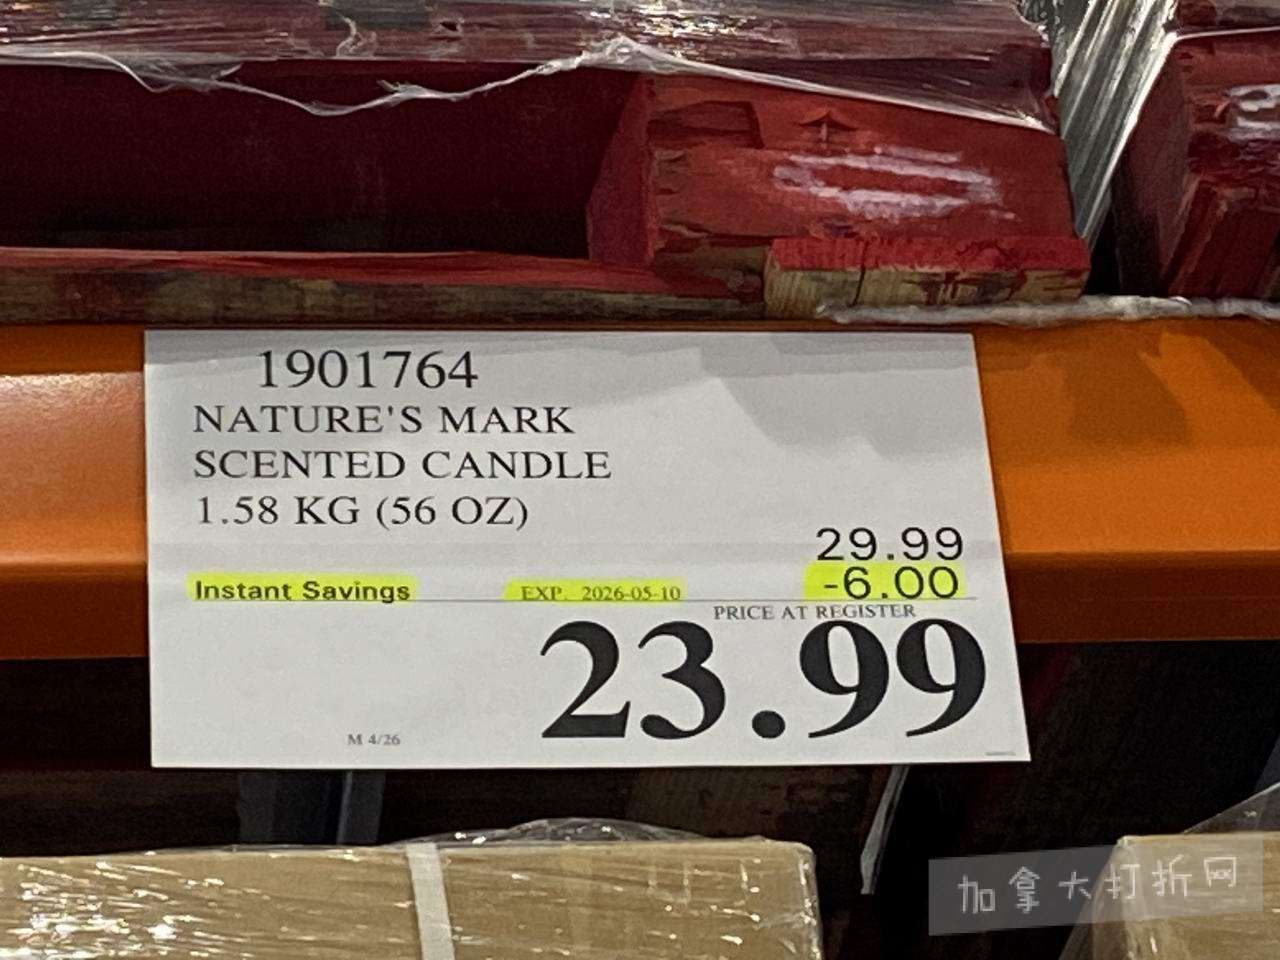 1901764
NATURE'S MARK
SCENTED CANDLE
1.58 KG (56 OZ)
29.99
Instant Savings EXP. 2026-05-10 -6.00
PRICE AT REGISTER
23.99
M 4/26
加拿大打折网